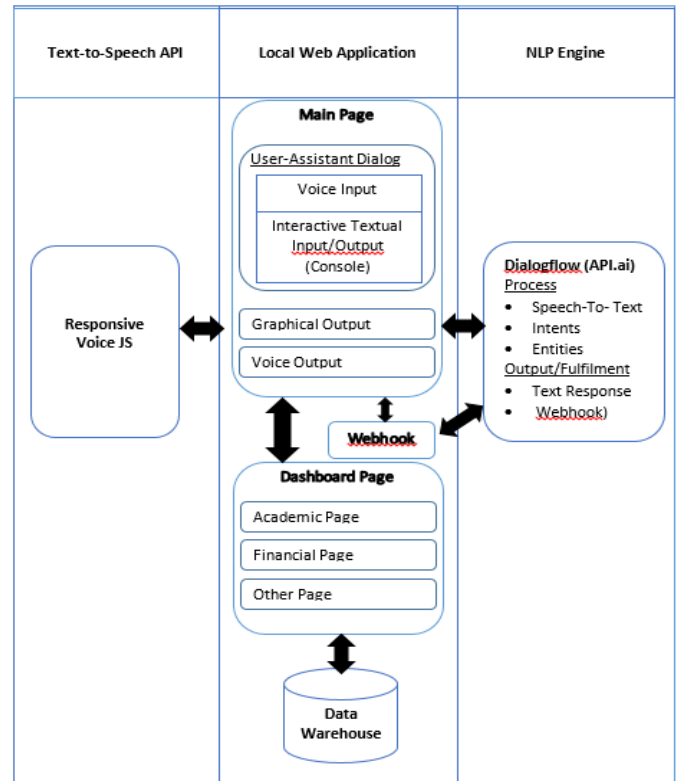 Text-to-Speech API
Local Web Application
NLP Engine
Main Page
User-Assistant Dialog
Voice Input
Interactive Textual
Input/Output
(Console)
Graphical Output
Voice Output
Responsive
Voice JS
Dialogflow (API.ai)
Process
• Speech-To- Text
• Intents
• Entities
Output/Fulfilment
• Text Response
• Webhook)
Webhook
Dashboard Page
Academic Page
Financial Page
Other Page
Data
Warehouse